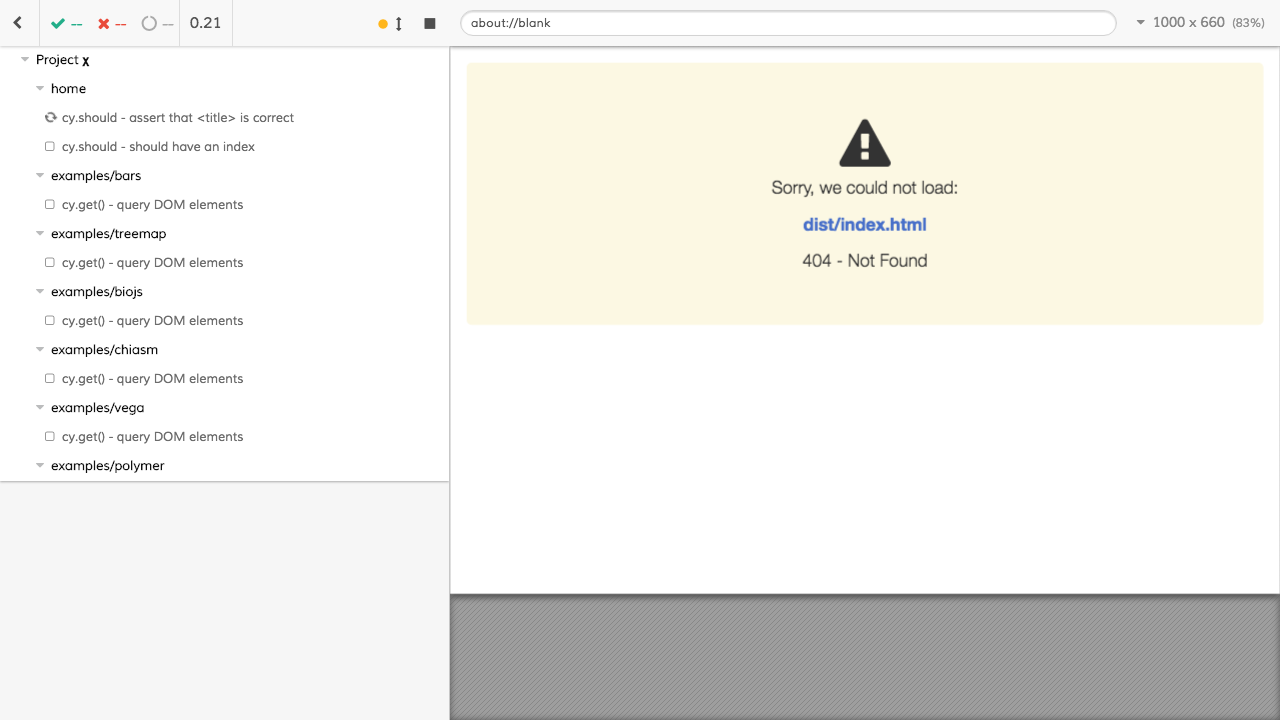 -- -- -- 0.21 about://blank 1000 x 660 (83%)
Project x
home
cy.should - assert that <title> is correct
cy.should - should have an index
examples/bars
cy.get() - query DOM elements
examples/treemap
cy.get() - query DOM elements
examples/biojs
cy.get() - query DOM elements
examples/chiasm
cy.get() - query DOM elements
examples/vega
cy.get() - query DOM elements
examples/polymer
Sorry, we could not load:
dist/index.html
404 - Not Found